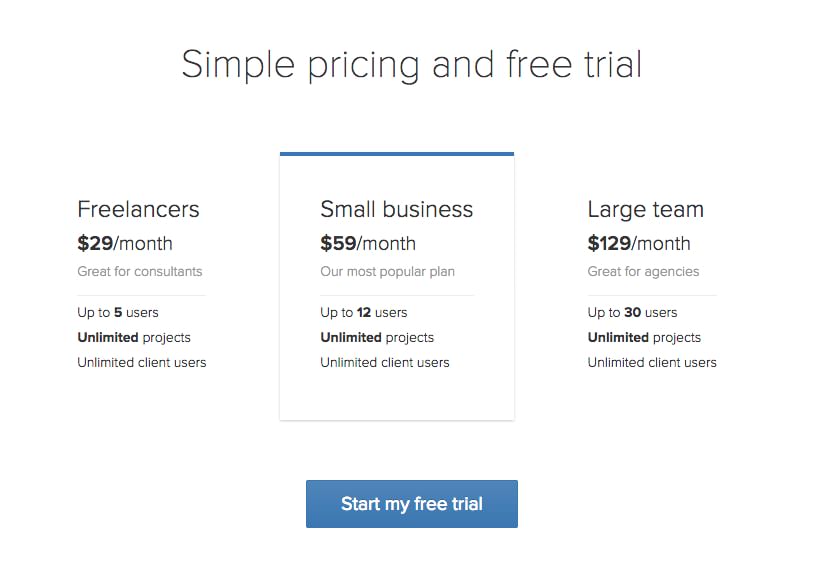 Simple pricing and free trial
Freelancers
$29/month
Great for consultants
Up to 5 users
Unlimited projects
Unlimited client users
Small business
$59/month
Our most popular plan
Up to 12 users
Unlimited projects
Unlimited client users
Large team
$129/month
Great for agencies
Up to 30 users
Unlimited projects
Unlimited client users
Start my free trial